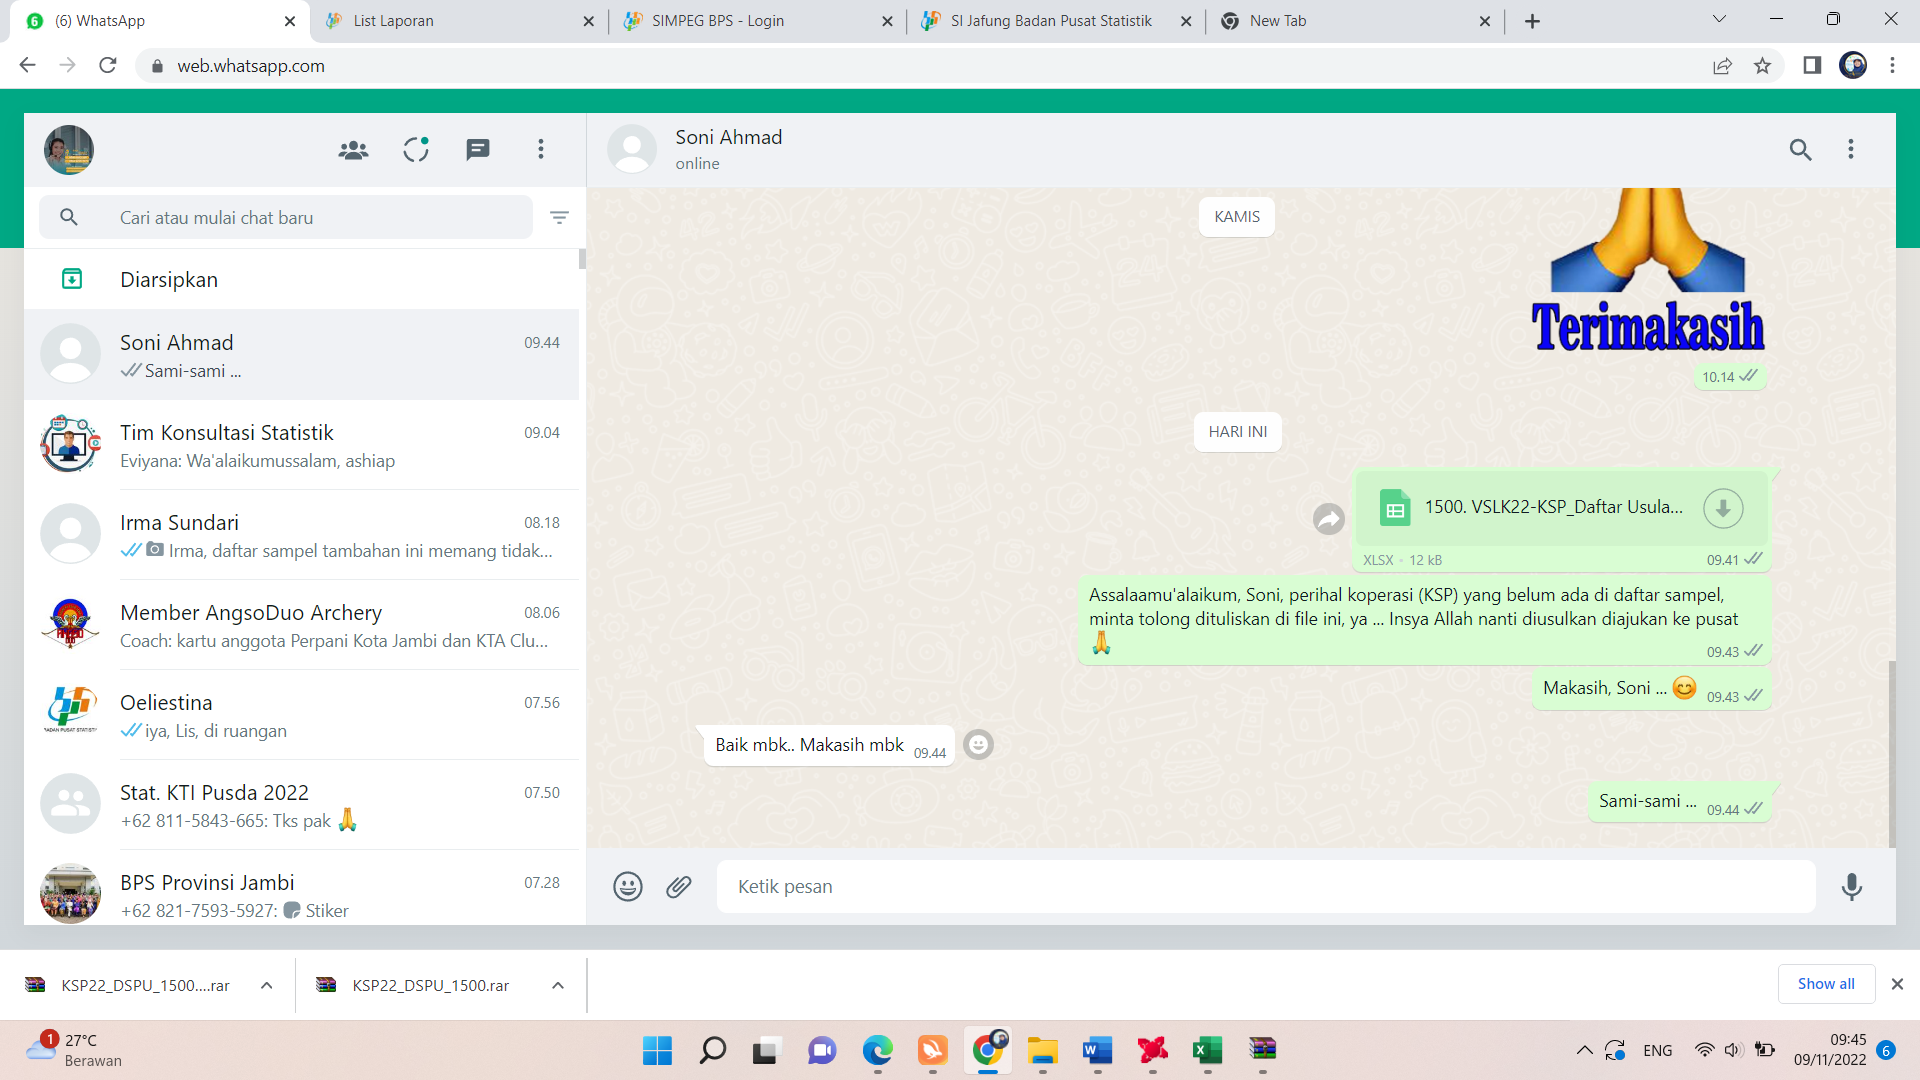 (6) WhatsApp
List Laporan
SIMPEG BPS - Login
SI Jafung Badan Pusat Statistik
New Tab
web.whatsapp.com
Soni Ahmad
online
Cari atau mulai chat baru
Diarsipkan
Soni Ahmad 09.44
Sami-sami ...
Tim Konsultasi Statistik 09.04
Eviyana: Wa'alaikumussalam, ashiap
Irma Sundari 08.18
Irma, daftar sampel tambahan ini memang tidak...
Member AngsoDuo Archery 08.06
Coach: kartu anggota Perpani Kota Jambi dan KTA Clu...
Oeliestina 07.56
iya, Lis, di ruangan
Stat. KTI Pusda 2022 07.50
+62 811-5843-665: Tks pak 🙏
BPS Provinsi Jambi 07.28
+62 821-7593-5927: Stiker
KAMIS
Terimakasih
10.14
HARI INI
1500. VSLK22-KSP_Daftar Usula...
XLSX • 12 kB 09.41
Assalaamu'alaikum, Soni, perihal koperasi (KSP) yang belum ada di daftar sampel,
minta tolong dituliskan di file ini, ya ... Insya Allah nanti diusulkan diajukan ke pusat
🙏 09.43
Makasih, Soni ... 😊 09.43
Baik mbk.. Makasih mbk 09.44
Sami-sami ... 09.44
Ketik pesan
KSP22_DSPU_1500....rar
KSP22_DSPU_1500.rar
Show all
1
27°C
Berawan
ENG
09:45
09/11/2022
6